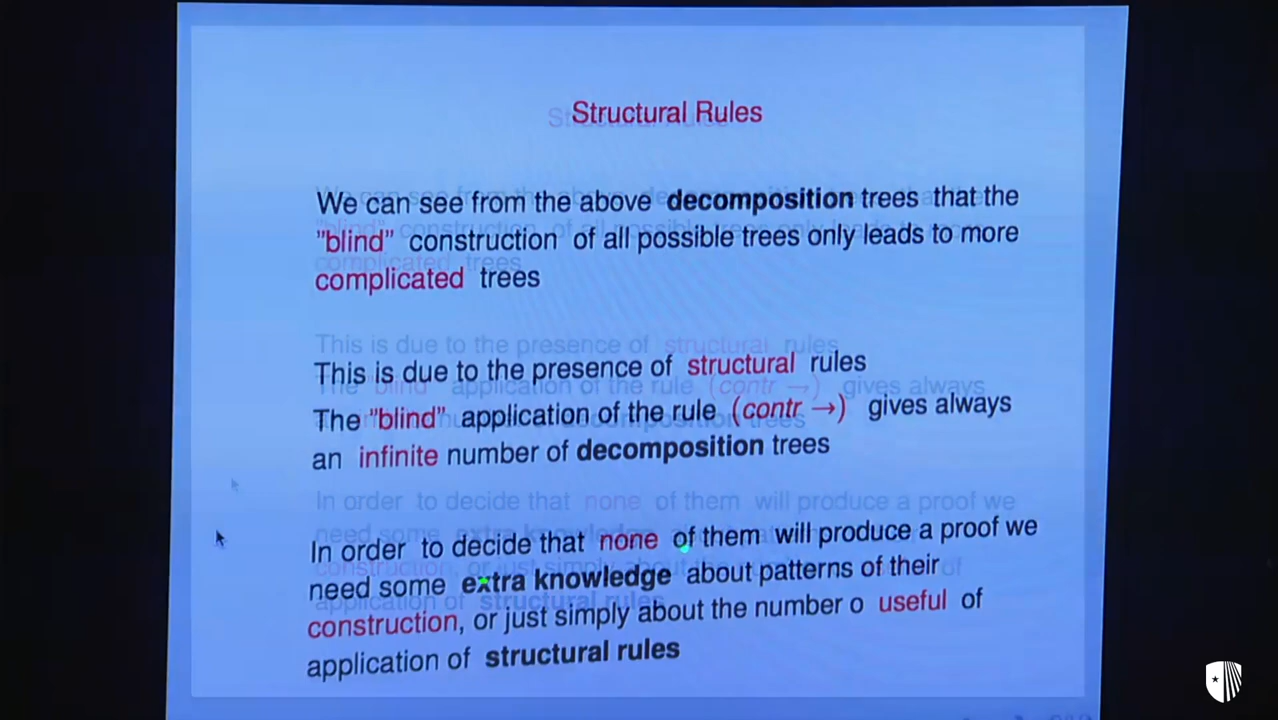 Structural Rules
We can see from the above decomposition trees that the
"blind" construction of all possible trees only leads to more
complicated trees
This is due to the presence of structural rules
The "blind" application of the rule (contr →) gives always
an infinite number of decomposition trees
In order to decide that none of them will produce a proof we
need some extra knowledge about patterns of their
construction, or just simply about the number o useful of
application of structural rules